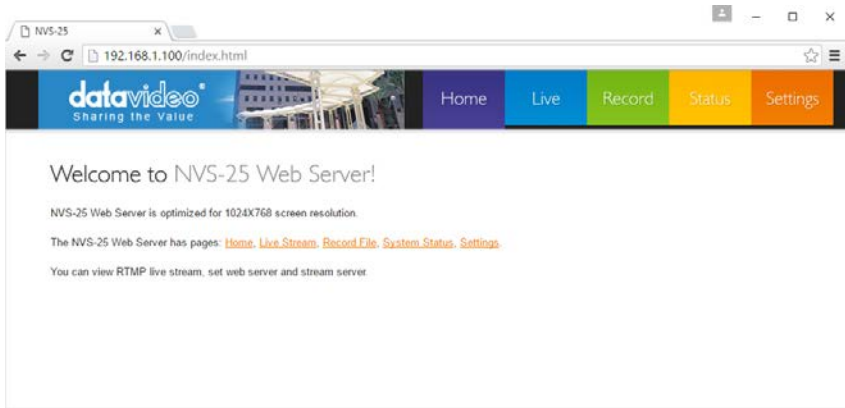 NVS-25
192.168.1.100/index.html
datavideo®
Sharing the Value
Home Live Record Status Settings
Welcome to NVS-25 Web Server!
NVS-25 Web Server is optimized for 1024X768 screen resolution.
The NVS-25 Web Server has pages: Home, Live Stream, Record File, System Status, Settings.
You can view RTMP live stream, set web server and stream server.